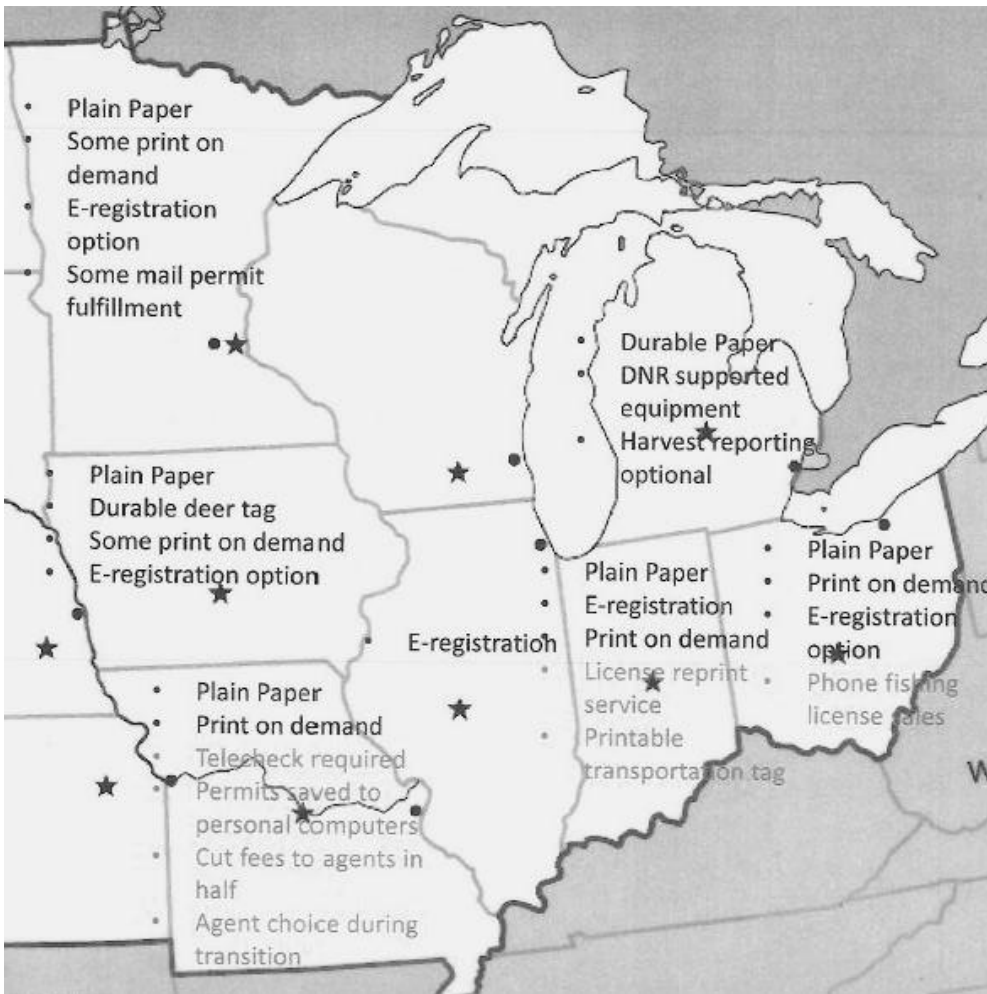 Plain Paper
Some print on
demand
E-registration
option
Some mail permit
fulfillment
Durable Paper
DNR supported
equipment
Harvest reporting
optional
Plain Paper
Durable deer tag
Some print on demand
E-registration option
E-registration
Plain Paper
E-registration
Print on demand
License reprint
service
Printable
transportation tag
Plain Paper
Print on demand
E-registration
option
Phone fishing
license sales
Plain Paper
Print on demand
Telecheck required
Permits saved to
personal computers
Cut fees to agents in
half
Agent choice during
transition
W